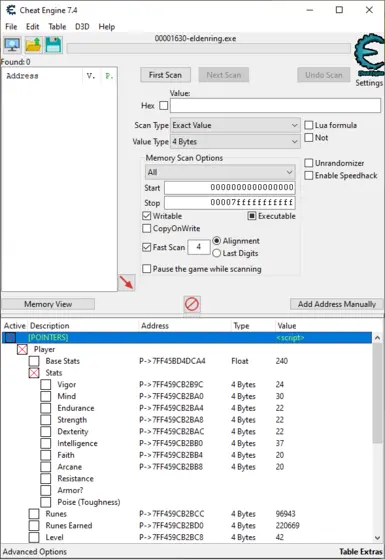 Cheat Engine 7.4
File Edit Table D3D Help
00001630-eldenring.exe
Found: 0
Address V. P.
First Scan Next Scan Undo Scan
Settings
Value:
Hex
Scan Type Exact Value
Lua formula
Not
Value Type 4 Bytes
Memory Scan Options
All
Unrandomizer
Enable Speedhack
Start 0000000000000000
Stop 00007fffffffffff
Writable Executable
CopyOnWrite
Fast Scan 4 Alignment
Last Digits
Pause the game while scanning
Memory View Add Address Manually
Active Description Address Type Value
[POINTERS] <script>
Player
Base Stats P->7FF45BD4DCA4 Float 240
Stats
Vigor P->7FF459CB2B9C 4 Bytes 24
Mind P->7FF459CB2BA0 4 Bytes 30
Endurance P->7FF459CB2BA4 4 Bytes 22
Strength P->7FF459CB2BA8 4 Bytes 22
Dexterity P->7FF459CB2BAC 4 Bytes 22
Intelligence P->7FF459CB2BB0 4 Bytes 37
Faith P->7FF459CB2BB4 4 Bytes 20
Arcane P->7FF459CB2BB8 4 Bytes 20
Resistance
Armor?
Poise (Toughness)
Runes P->7FF459CB2BCC 4 Bytes 96943
Runes Earned P->7FF459CB2BD0 4 Bytes 220669
Level P->7FF459CB2BC8 4 Bytes 42
Advanced Options Table Extras